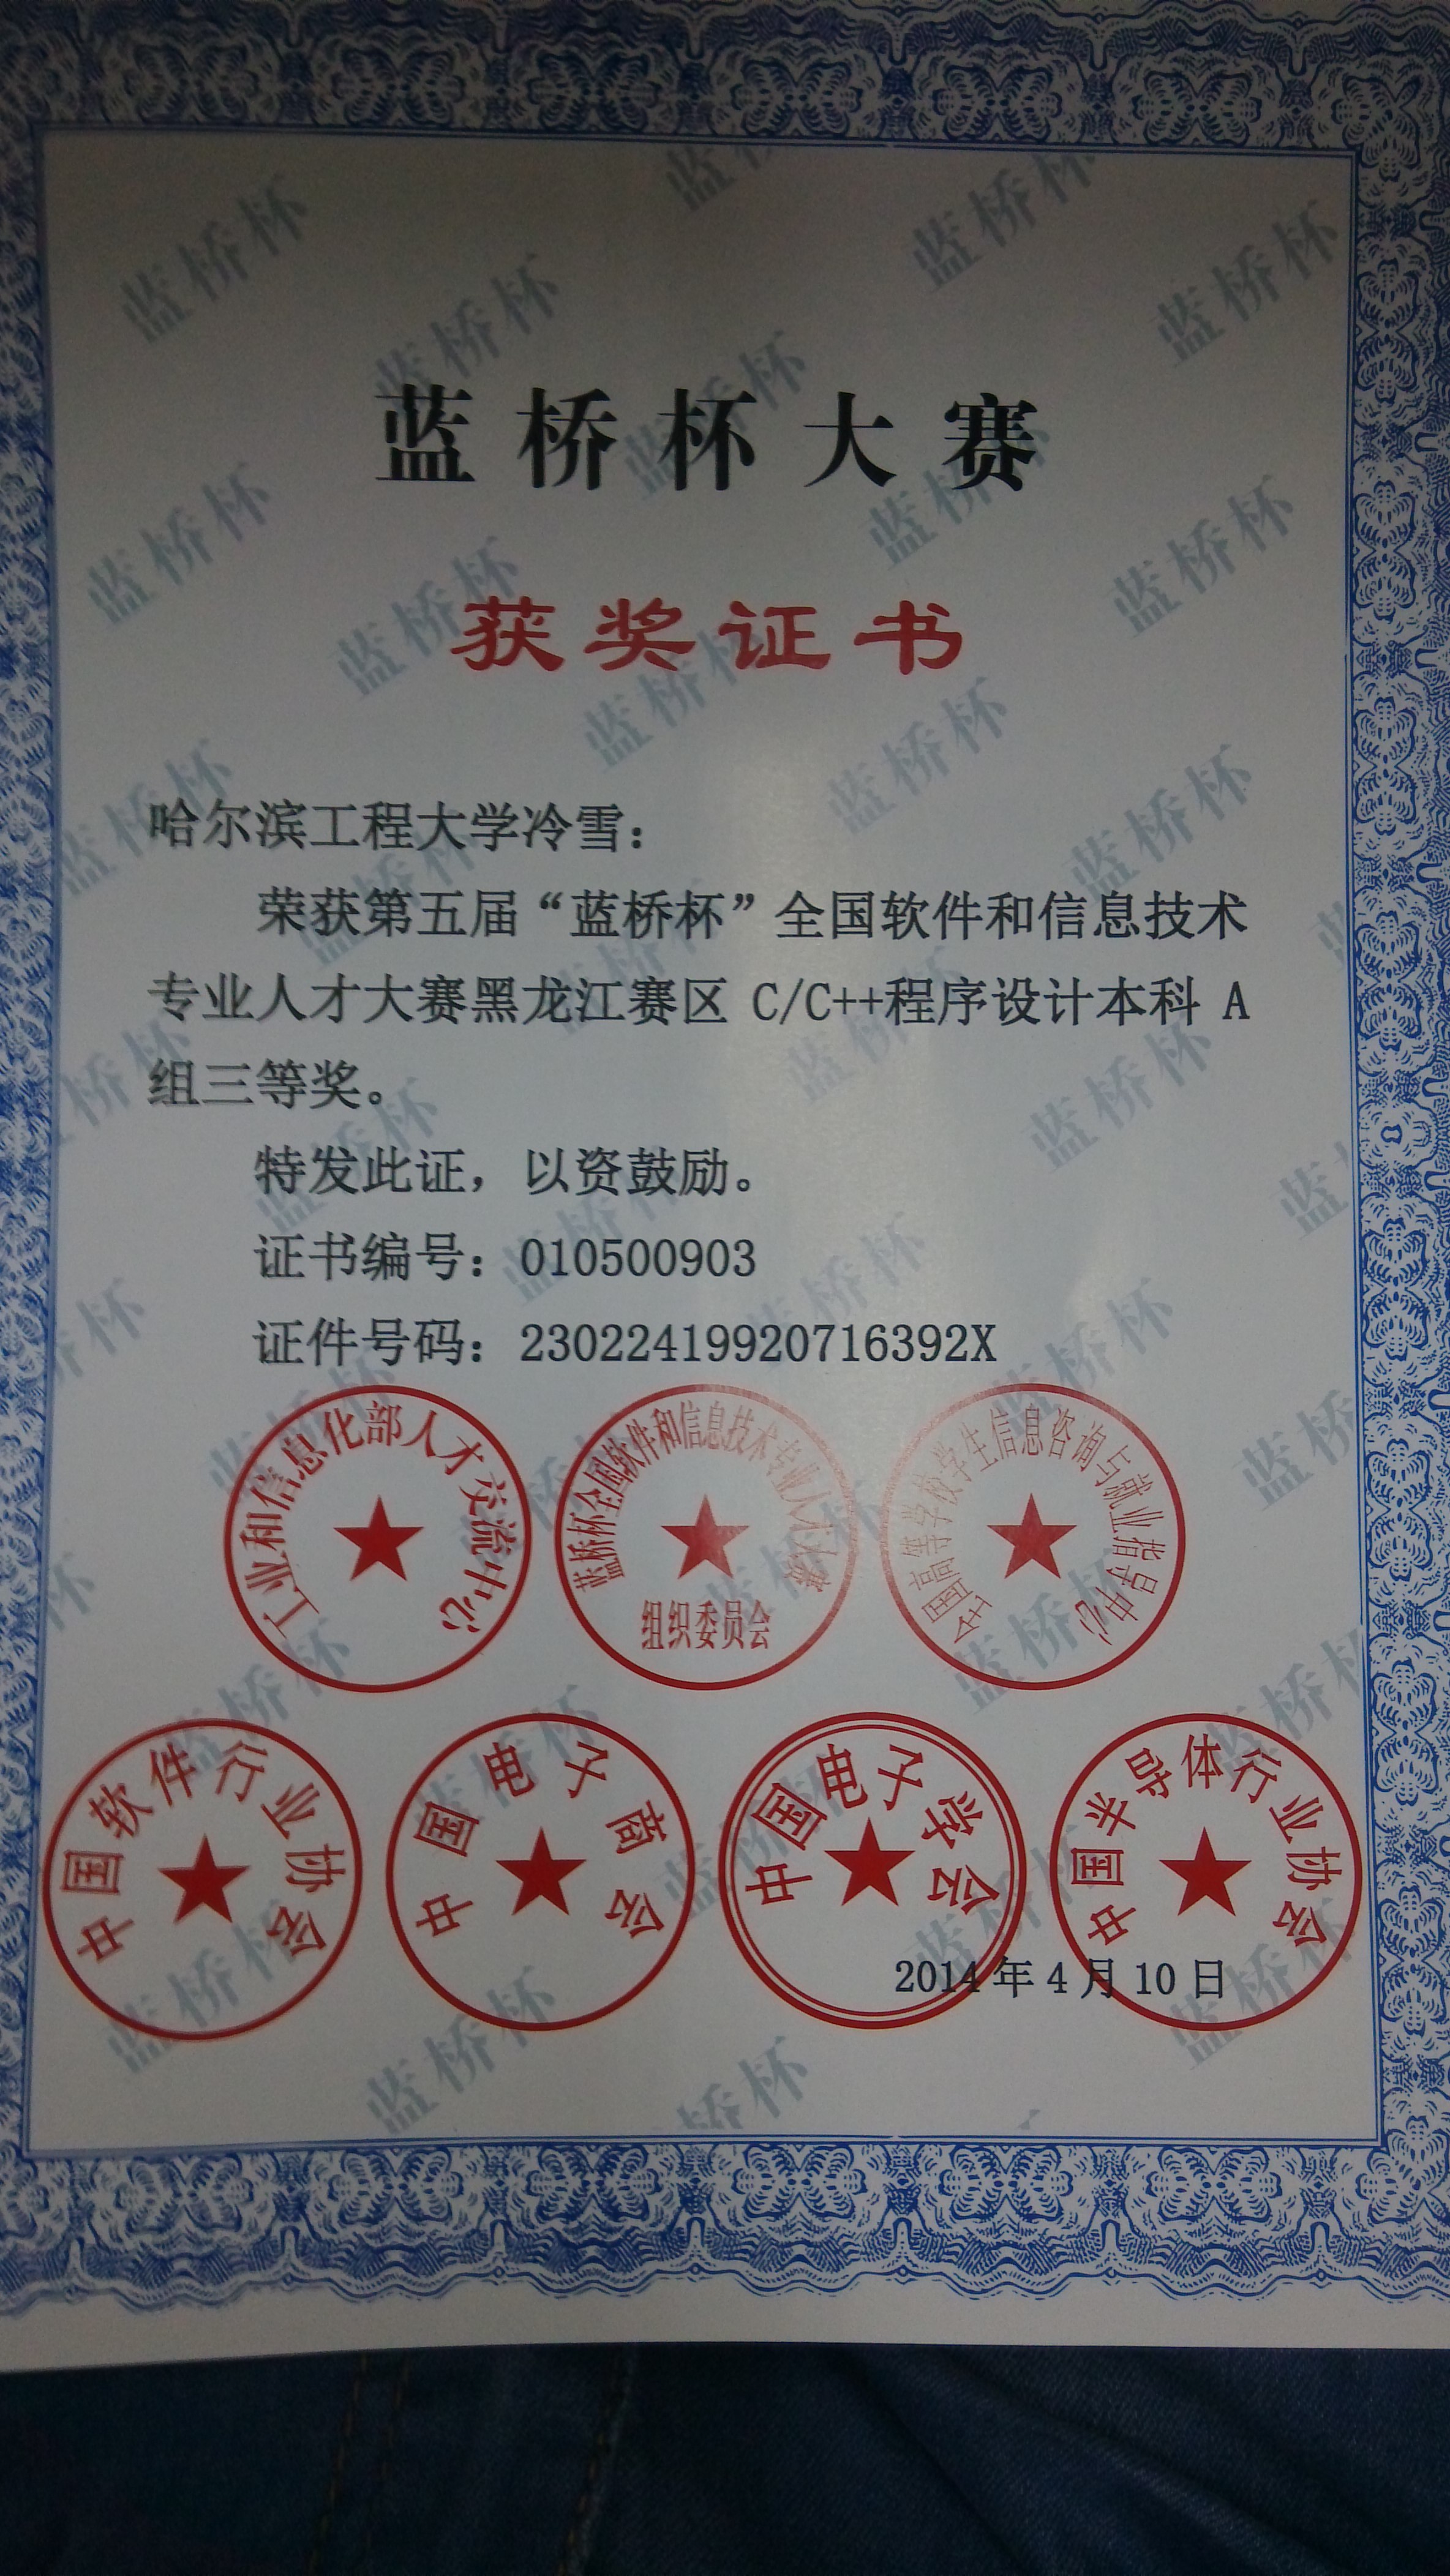 蓝桥杯大赛
获奖证书
哈尔滨工程大学冷雪：
荣获第五届“蓝桥杯”全国软件和信息技术
专业人才大赛黑龙江赛区 C/C++程序设计本科 A
组三等奖。
特发此证，以资鼓励。
证书编号：010500903
证件号码：23022419920716392X
工业和信息化部人才交流中心
蓝桥杯全国软件和信息技术专业人才大赛
组织委员会
全国高等学校学生信息咨询与就业指导中心
中国软件行业协会
中国电子商会
中国电子学会
中国半导体行业协会
2014 年 4 月 10 日
蓝桥杯